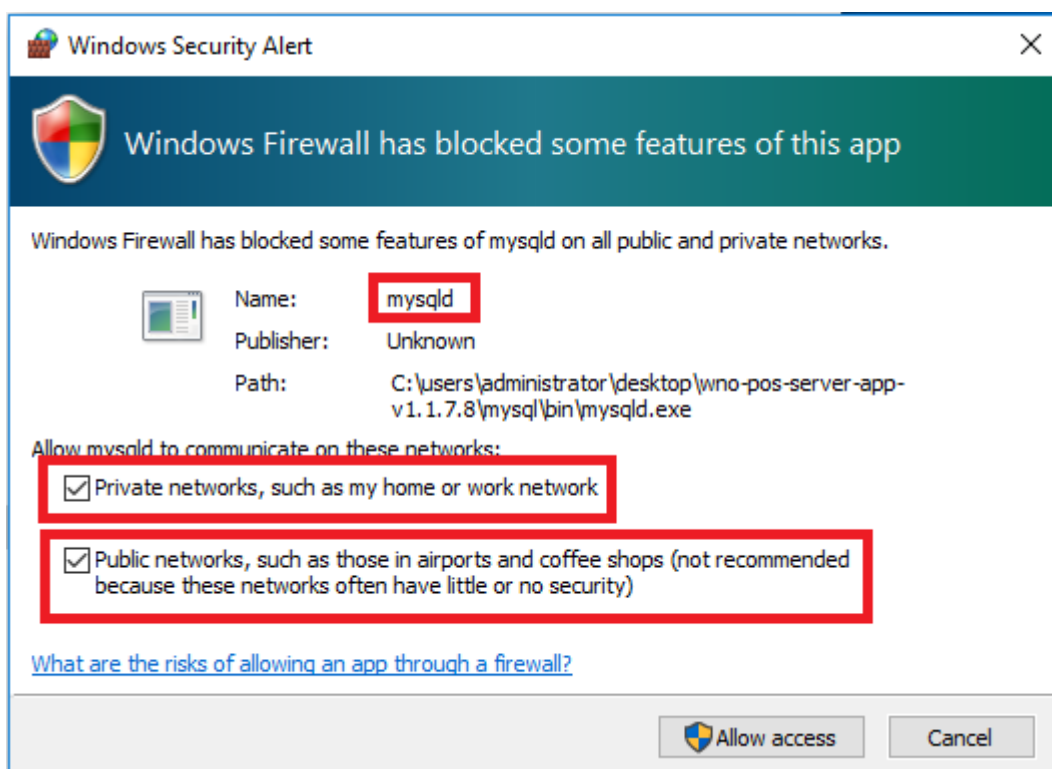 Windows Security Alert
Windows Firewall has blocked some features of this app
Windows Firewall has blocked some features of mysqld on all public and private networks.
Name: mysqld
Publisher: Unknown
Path: C:\users\administrator\desktop\wno-pos-server-app-
v1.1.7.8\mysql\bin\mysqld.exe
Allow mysqld to communicate on these networks:
Private networks, such as my home or work network
Public networks, such as those in airports and coffee shops (not recommended
because these networks often have little or no security)
What are the risks of allowing an app through a firewall?
Allow access Cancel